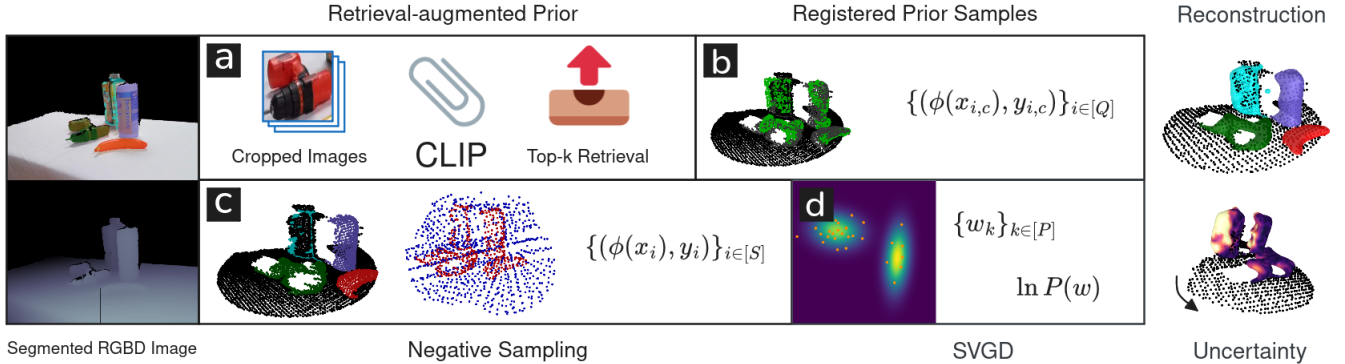 Retrieval-augmented Prior
Registered Prior Samples
Reconstruction
a
Cropped Images
CLIP
Top-k Retrieval
b
{(ϕ(x_{i,c}), y_{i,c})}_{i∈[Q]}
c
{(ϕ(x_i), y_i)}_{i∈[S]}
d
{w_k}_{k∈[P]}
ln P(w)
Segmented RGBD Image
Negative Sampling
SVGD
Uncertainty